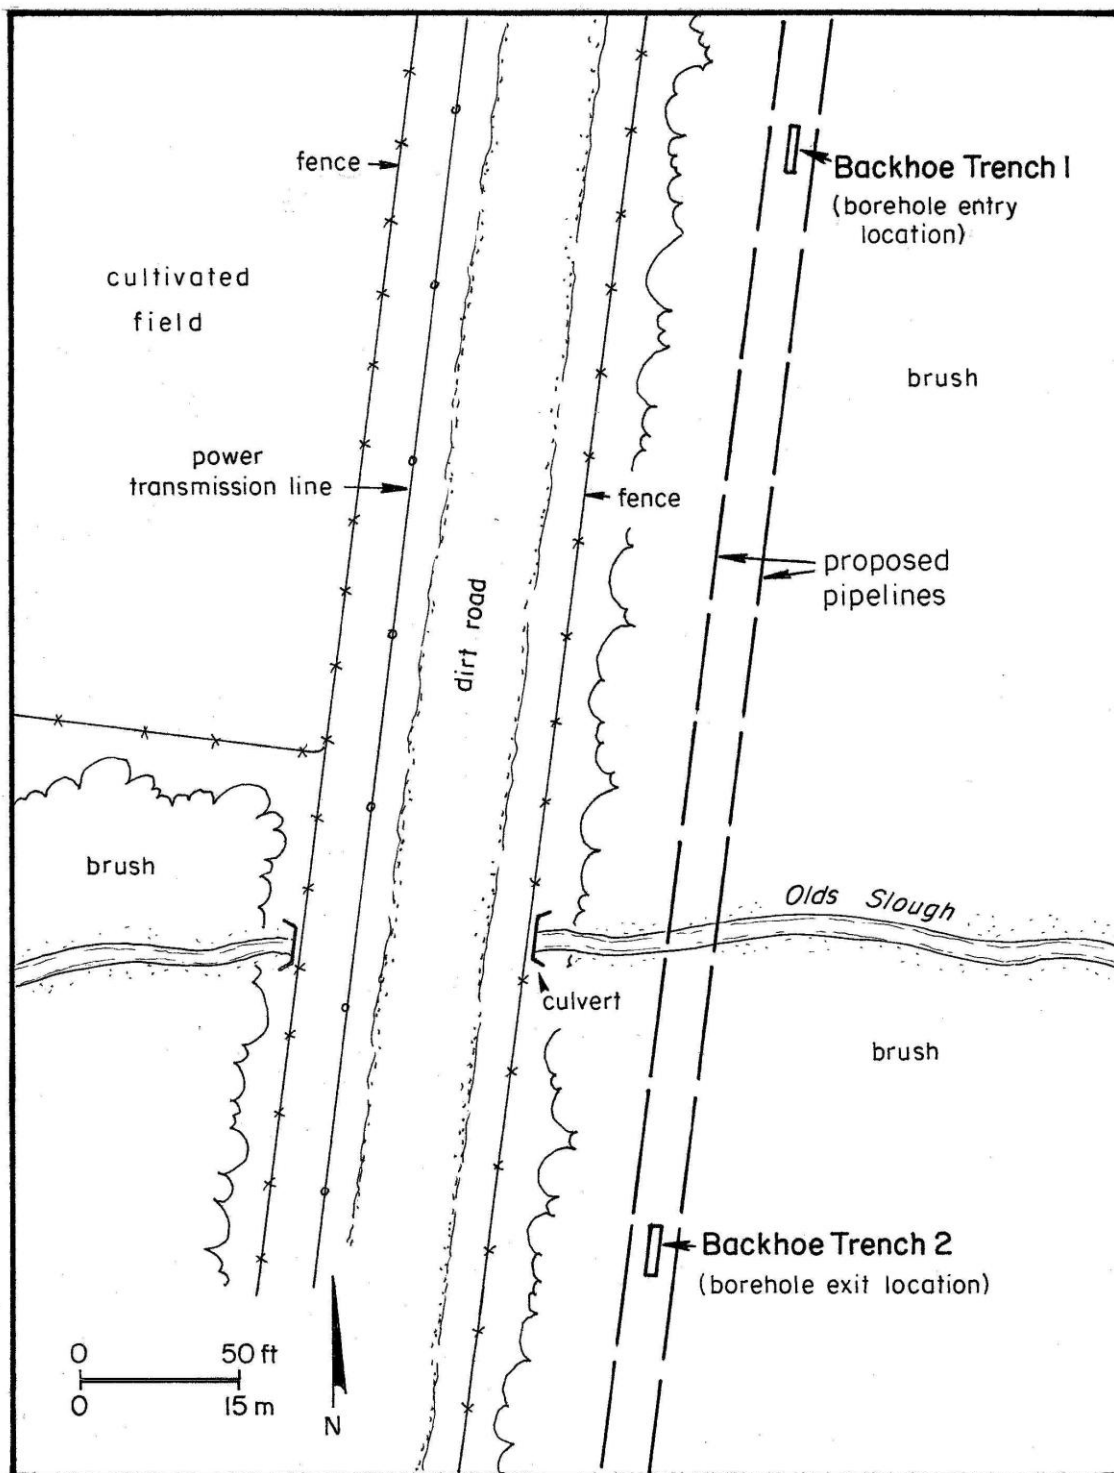 fence
Backhoe Trench 1
(borehole entry
location)
cultivated
field
brush
power
transmission line
fence
proposed
pipelines
dirt road
brush
Olds Slough
culvert
brush
Backhoe Trench 2
(borehole exit location)
0 50 ft
0 15 m
N